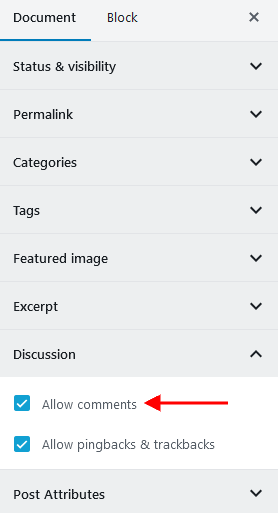 Document Block
Status & visibility
Permalink
Categories
Tags
Featured image
Excerpt
Discussion
Allow comments
Allow pingbacks & trackbacks
Post Attributes